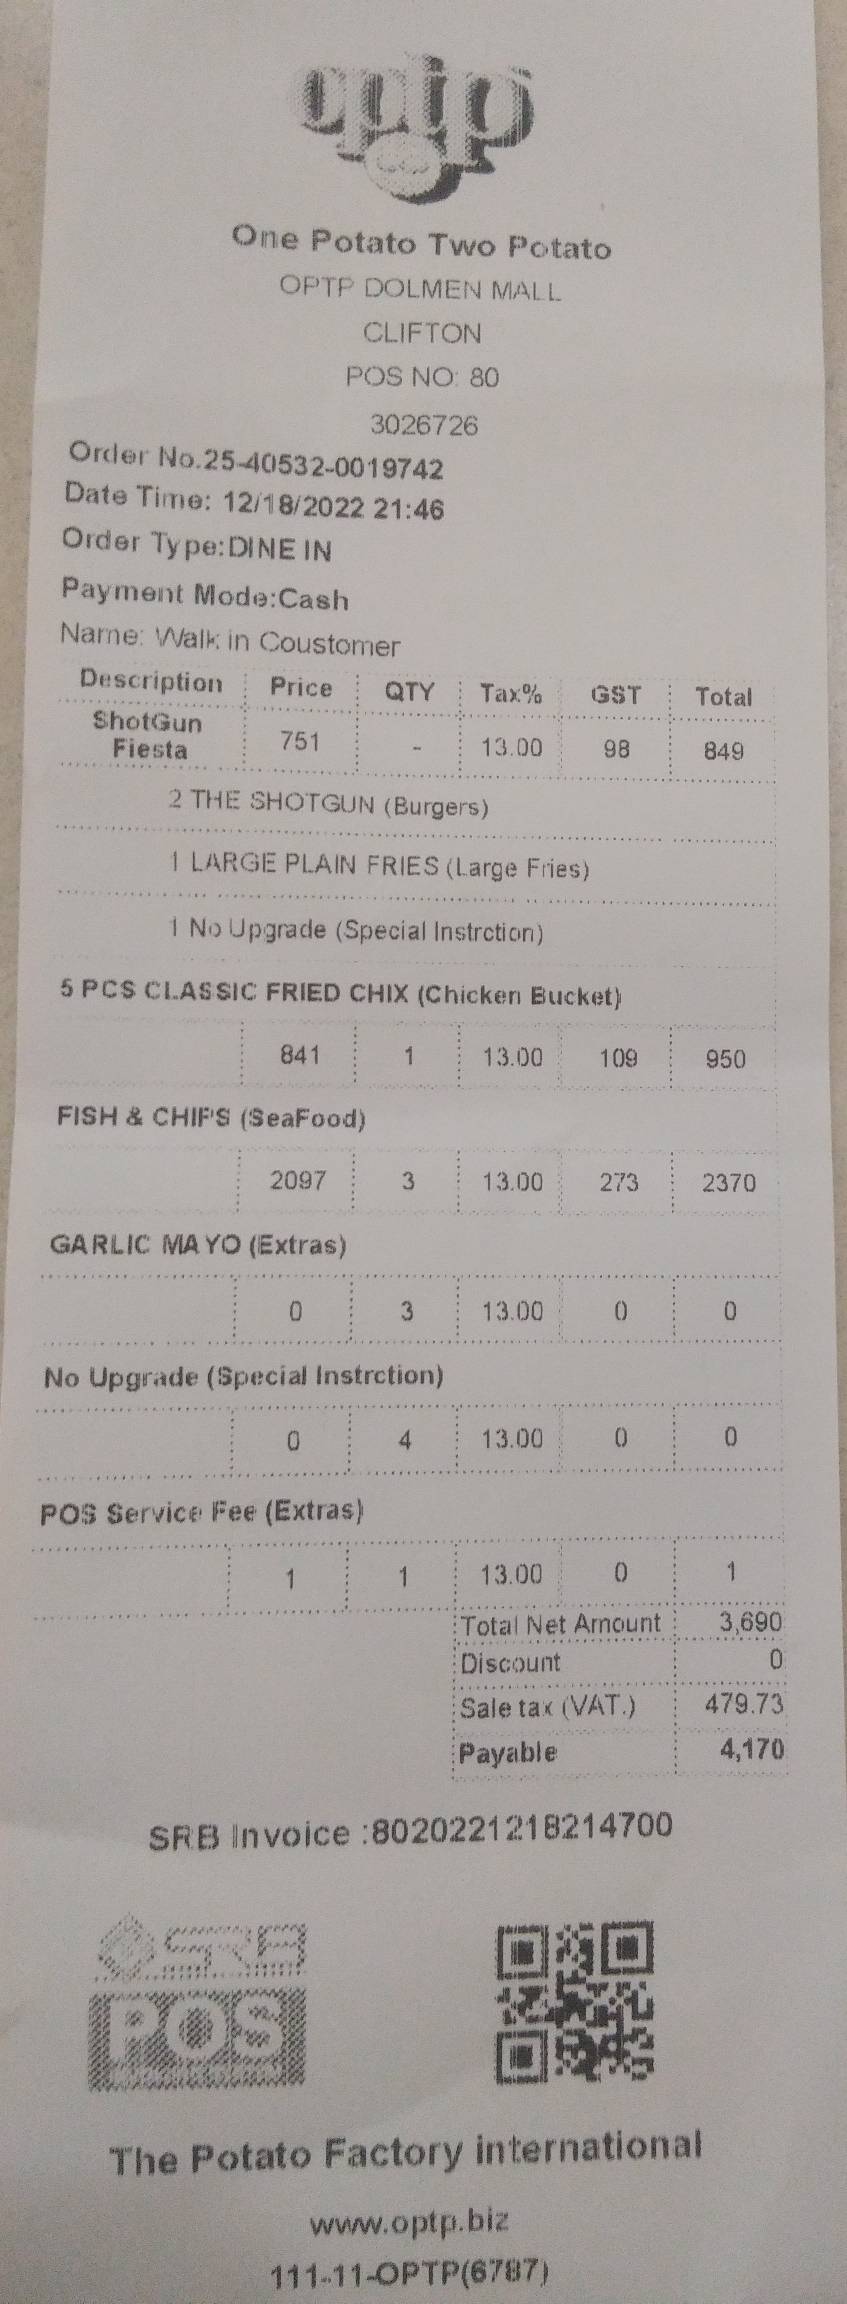 optp
One Potato Two Potato
OPTP DOLMEN MALL
CLIFTON
POS NO: 80
3026726
Order No.25-40532-0019742
Date Time: 12/18/2022 21:46
Order Type:DINE IN
Payment Mode:Cash
Name: Walk in Coustomer
Description Price QTY Tax% GST Total
ShotGun
Fiesta 751 - 13.00 98 849
2 THE SHOTGUN (Burgers)
1 LARGE PLAIN FRIES (Large Fries)
1 No Upgrade (Special Instrction)
5 PCS CLASSIC FRIED CHIX (Chicken Bucket)
841 1 13.00 109 950
FISH & CHIPS (SeaFood)
2097 3 13.00 273 2370
GARLIC MAYO (Extras)
0 3 13.00 0 0
No Upgrade (Special Instrction)
0 4 13.00 0 0
POS Service Fee (Extras)
1 1 13.00 0 1
Total Net Amount 3,690
Discount 0
Sale tax (VAT.) 479.73
Payable 4,170
SRB Invoice :8020221218214700
SRB
POS
The Potato Factory international
www.optp.biz
111-11-OPTP(6787)